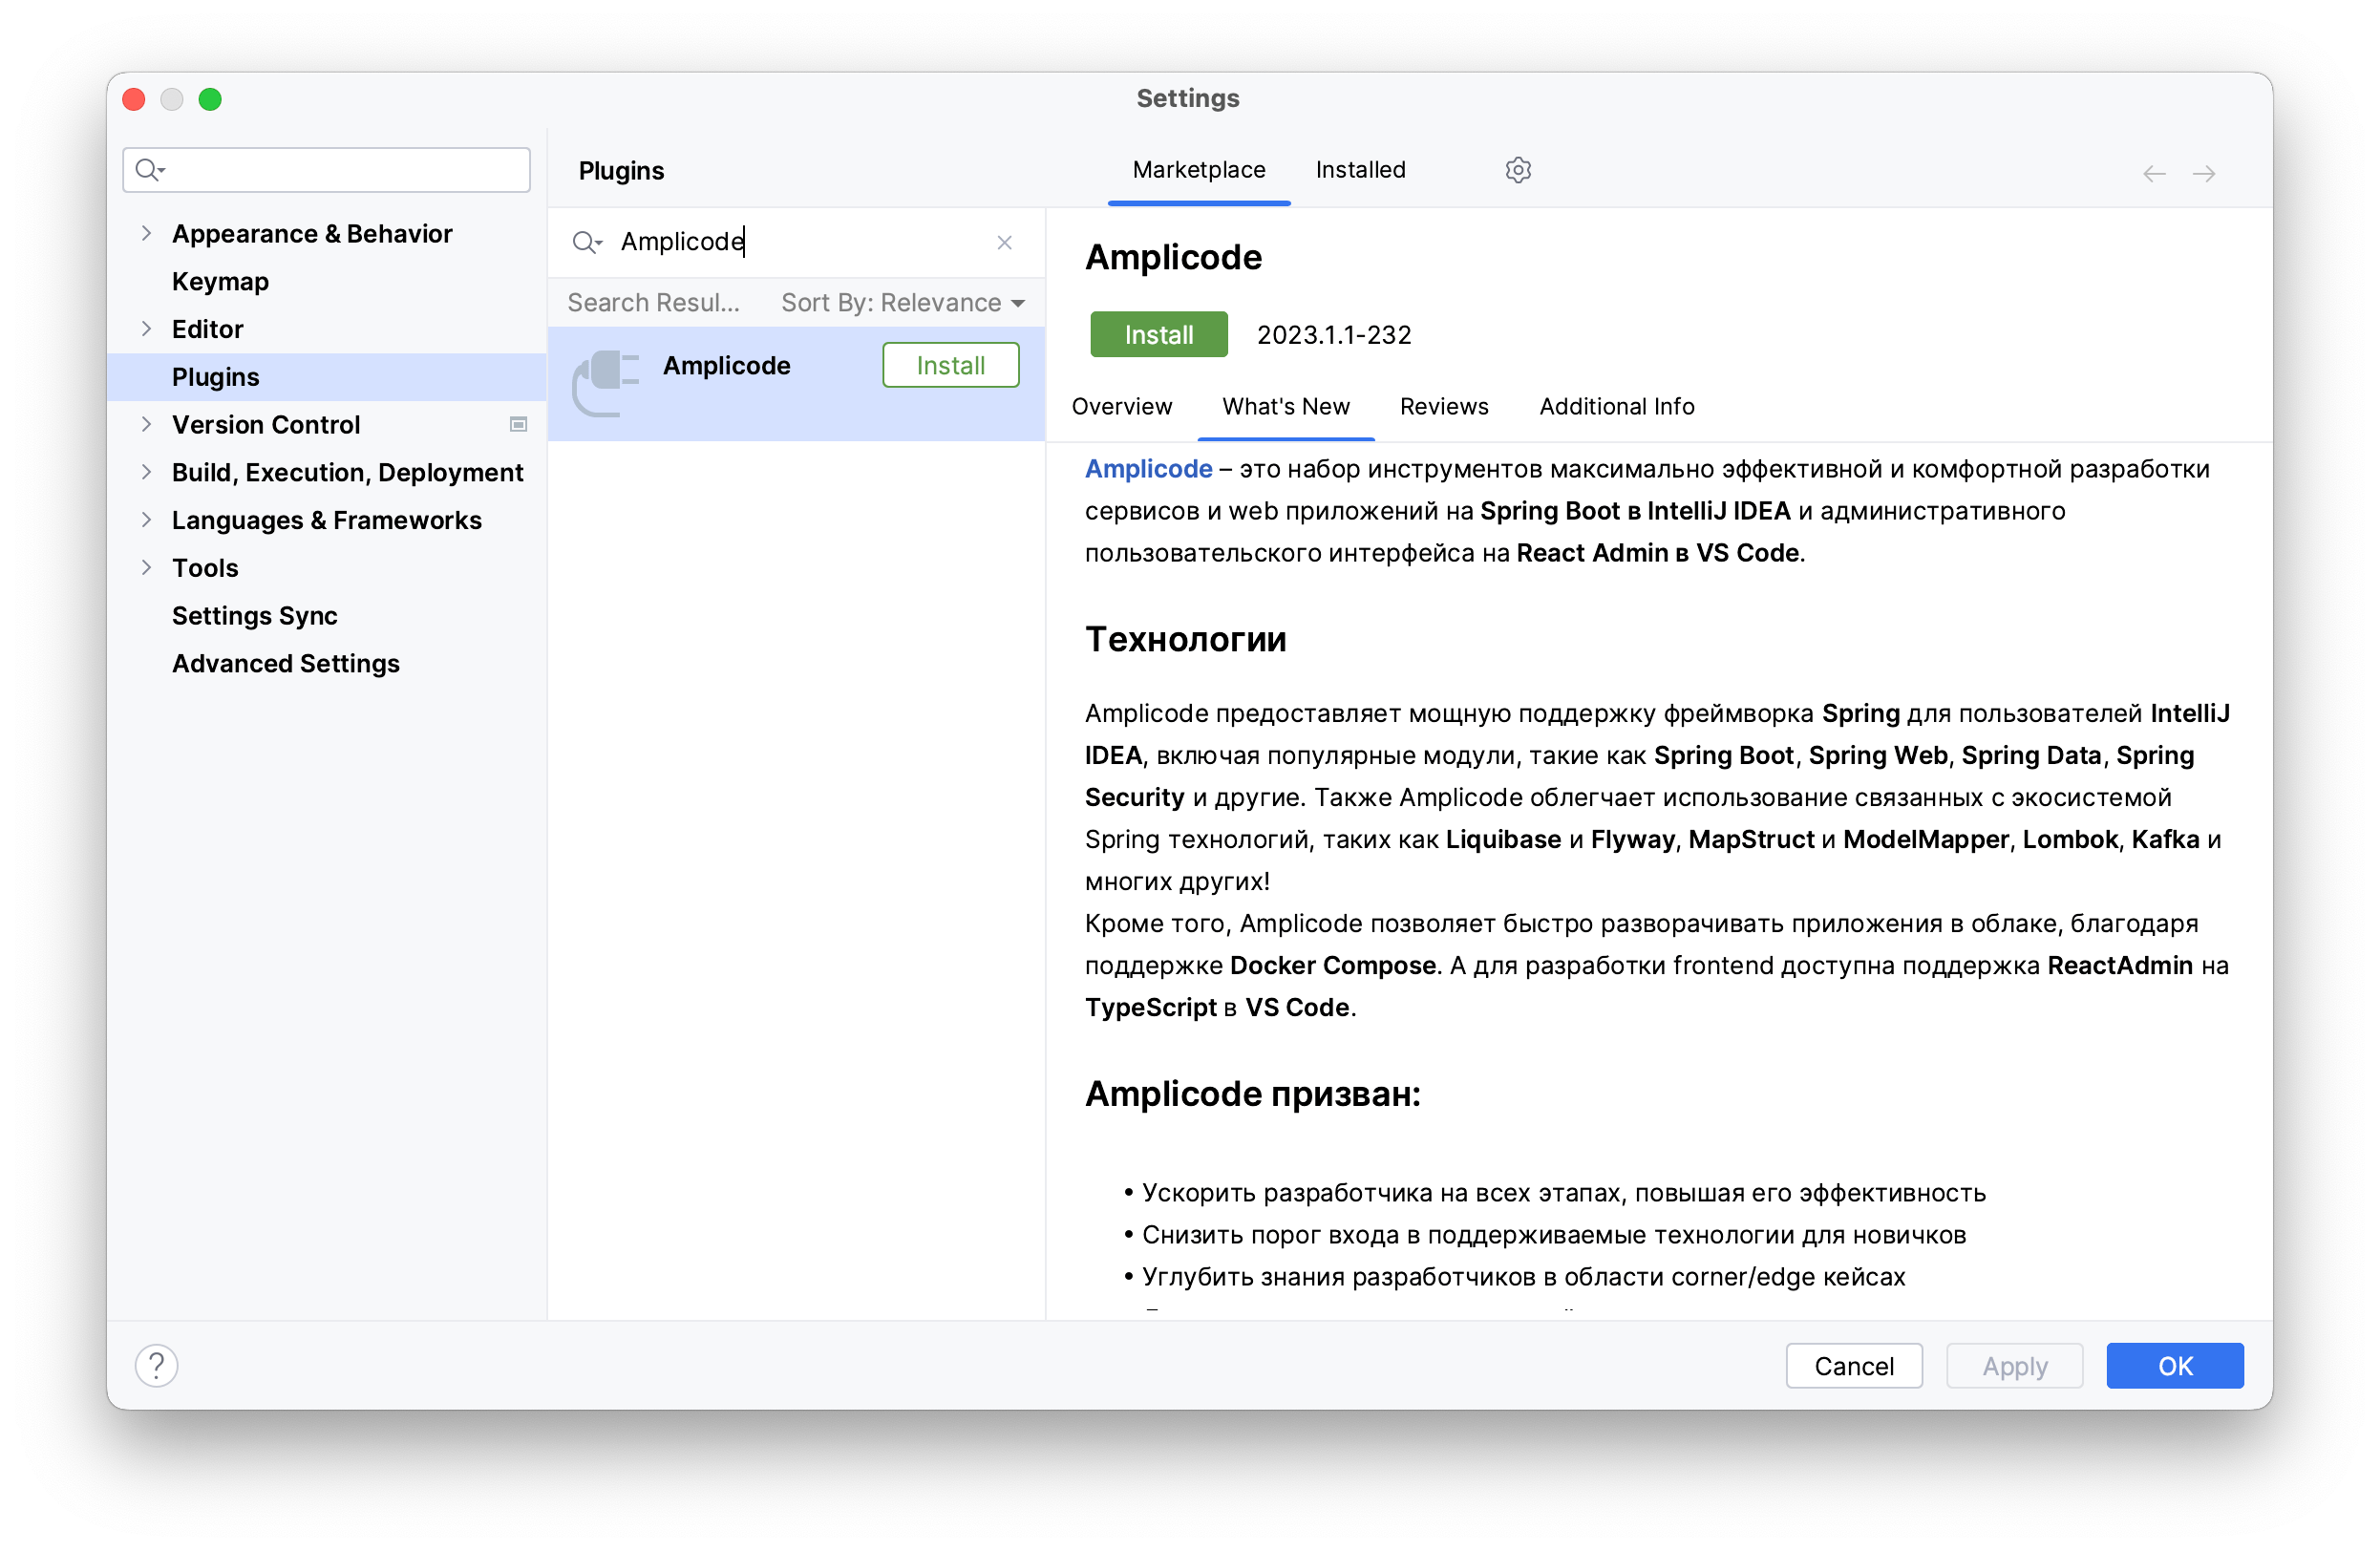 Settings
Appearance & Behavior
Keymap
Editor
Plugins
Version Control
Build, Execution, Deployment
Languages & Frameworks
Tools
Settings Sync
Advanced Settings
Plugins
Marketplace
Installed
Amplicode
Search Resul...
Sort By: Relevance
Amplicode
Install
Amplicode
Install
2023.1.1-232
Overview
What's New
Reviews
Additional Info
Amplicode – это набор инструментов максимально эффективной и комфортной разработки
сервисов и web приложений на Spring Boot в IntelliJ IDEA и административного
пользовательского интерфейса на React Admin в VS Code.
Технологии
Amplicode предоставляет мощную поддержку фреймворка Spring для пользователей IntelliJ
IDEA, включая популярные модули, такие как Spring Boot, Spring Web, Spring Data, Spring
Security и другие. Также Amplicode облегчает использование связанных с экосистемой
Spring технологий, таких как Liquibase и Flyway, MapStruct и ModelMapper, Lombok, Kafka и
многих других!
Кроме того, Amplicode позволяет быстро разворачивать приложения в облаке, благодаря
поддержке Docker Compose. А для разработки frontend доступна поддержка ReactAdmin на
TypeScript в VS Code.
Amplicode призван:
• Ускорить разработчика на всех этапах, повышая его эффективность
• Снизить порог входа в поддерживаемые технологии для новичков
• Углубить знания разработчиков в области corner/edge кейсах
?
Cancel
Apply
OK